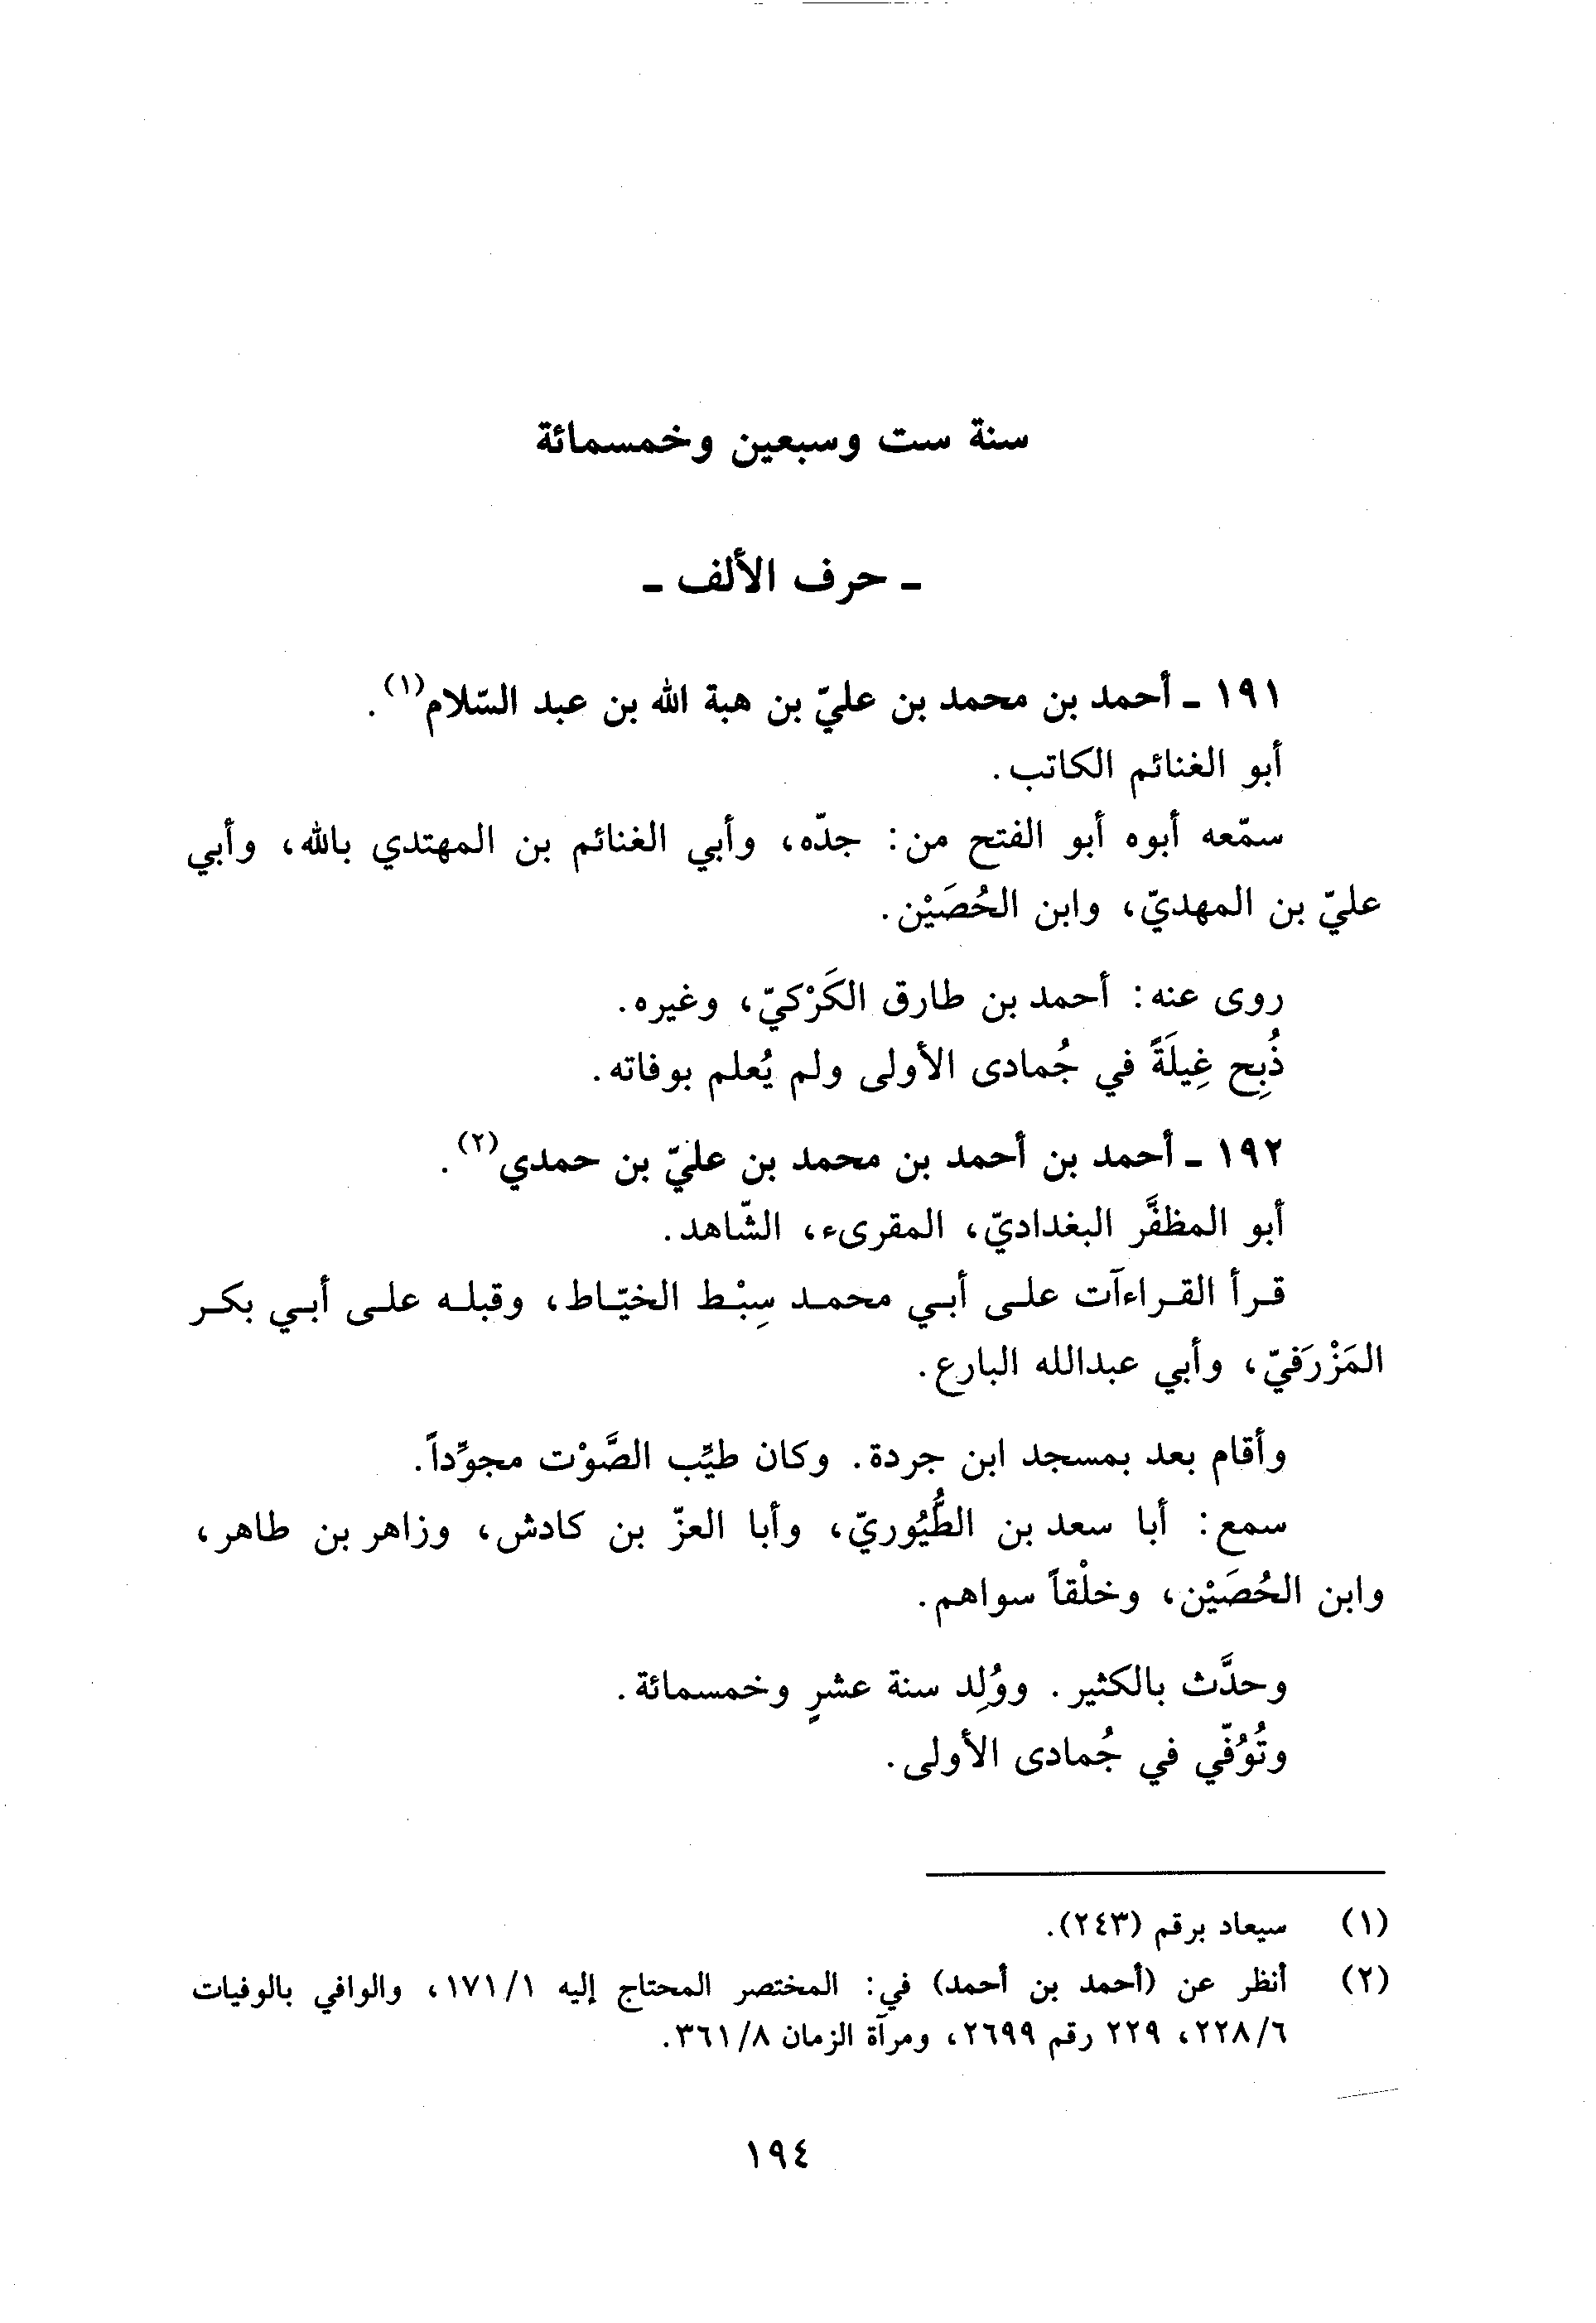 سنة ست وسبعين وخمسمائة
ـ حرف الألف ـ
١٩١ ـ أحمد بن محمد بن عليّ بن هبة الله بن عبد السّلام(١).
أبو الغنائم الكاتب.
سمّعه أبوه أبو الفتح من: جدّه، وأبي الغنائم بن المهتدي بالله، وأبي
عليّ بن المهديّ، وابن الحُصَيْن.
روى عنه: أحمد بن طارق الكَرْكيّ، وغيره.
ذُبِح غِيلَةً في جُمادى الأولى ولم يُعلم بوفاته.
١٩٢ ـ أحمد بن أحمد بن محمد بن عليّ بن حمدي(٢).
أبو المظفَّر البغداديّ، المقرىء، الشّاهد.
قرأ القراءآت على أبي محمد سِبْط الخيّاط، وقبله على أبي بكر
المَزْرَفيّ، وأبي عبدالله البارع.
وأقام بعد بمسجد ابن جردة. وكان طيِّب الصَّوْت مجوِّداً.
سمع: أبا سعد بن الطُّيُوريّ، وأبا العزّ بن كادش، وزاهر بن طاهر،
وابن الحُصَيْن، وخلْقاً سواهم.
وحدَّث بالكثير. ووُلِد سنة عشرٍ وخمسمائة.
وتُوُفّي في جُمادى الأولى.
(١) سيعاد برقم (٢٤٣).
(٢) أنظر عن (أحمد بن أحمد) في: المختصر المحتاج إليه ١٧١/١، والوافي بالوفيات
٢٢٨/٦، ٢٢٩ رقم ٢٦٩٩، ومرآة الزمان ٣٦١/٨.
١٩٤